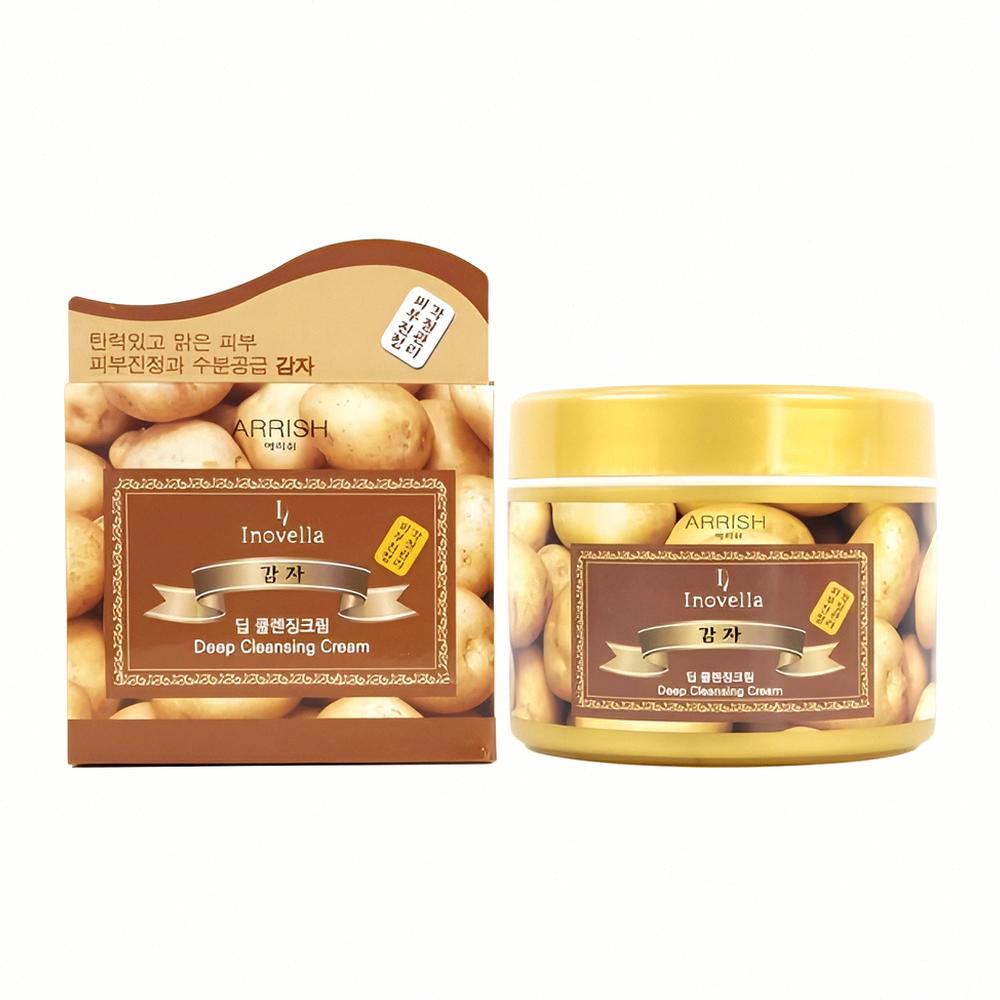 탄력있고 맑은 피부
피부진정과 수분공급 감자
ARRISH
Inovella
감자
딥 클렌징크림
Deep Cleansing Cream
ARRISH
Inovella
감자
딥 클렌징크림
Deep Cleansing Cream